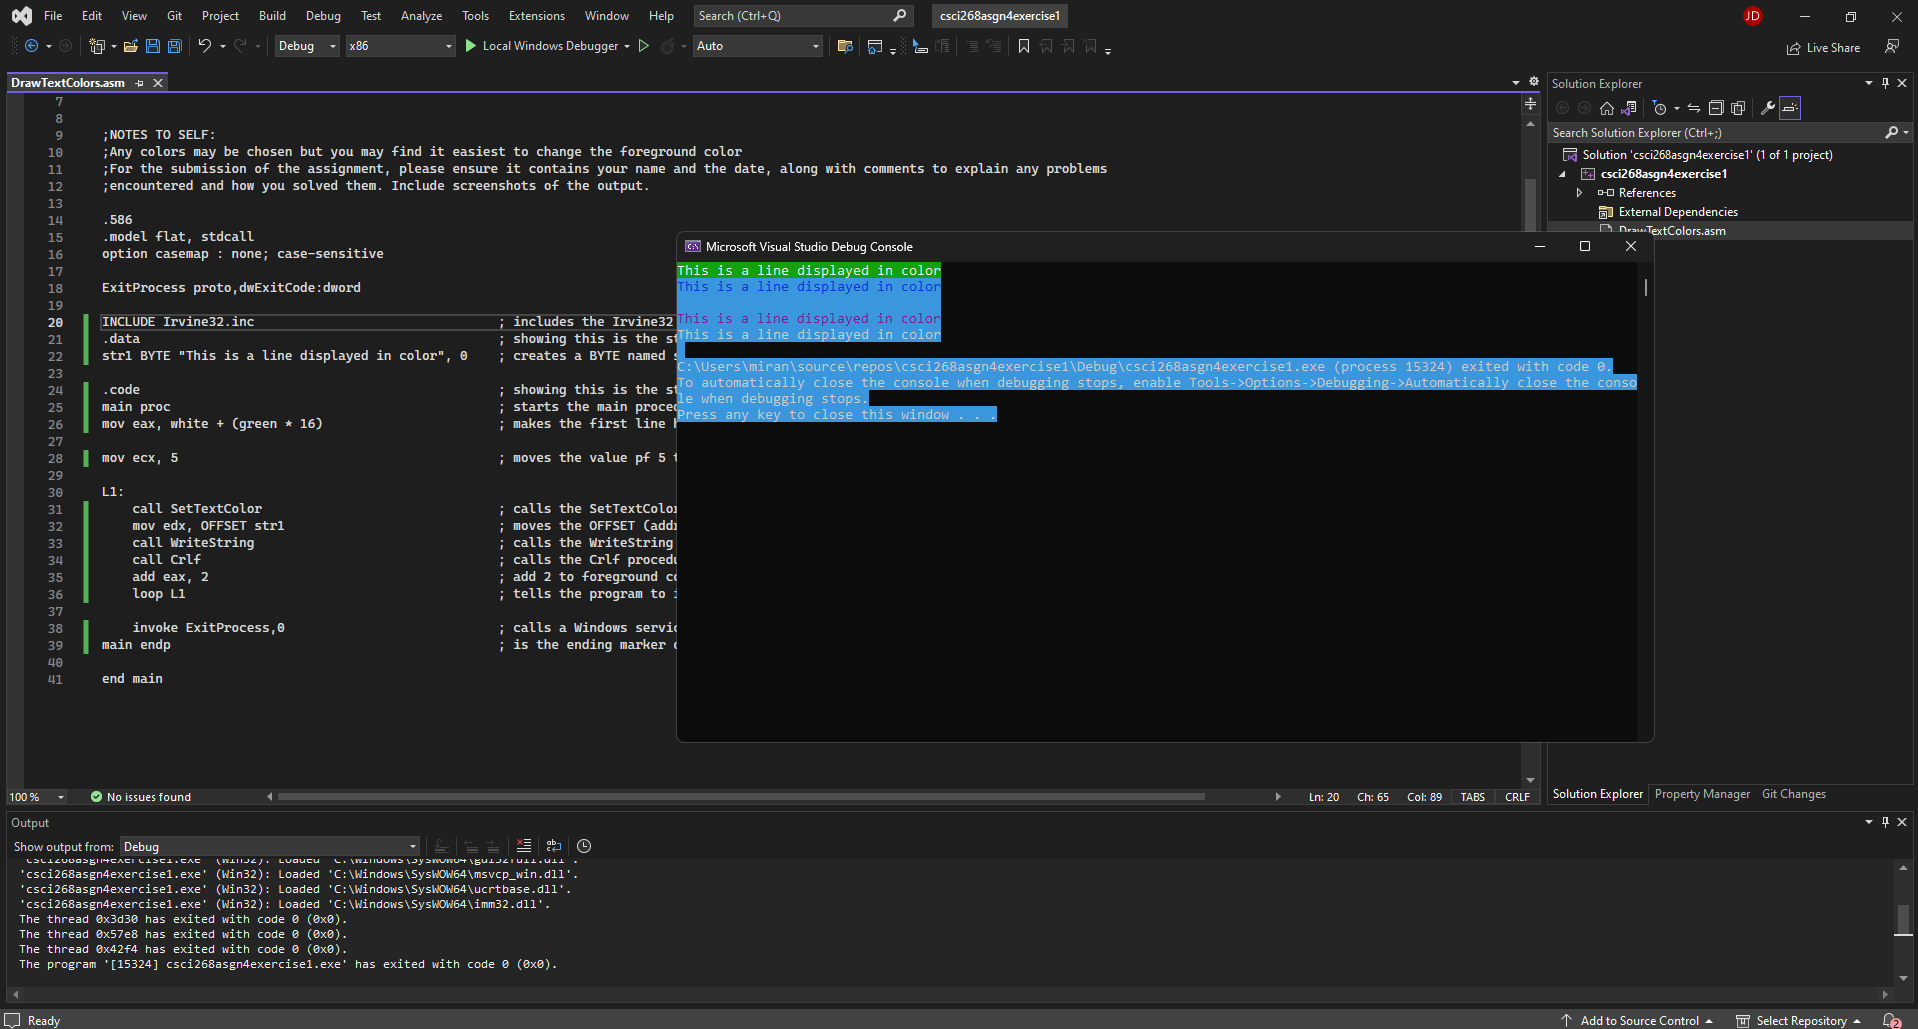 File Edit View Git Project Build Debug Test Analyze Tools Extensions Window Help Search (Ctrl+Q) csci268asgn4exercise1 JD
Debug x86 Local Windows Debugger Auto Live Share
DrawTextColors.asm
7
8
9 ;NOTES TO SELF:
10 ;Any colors may be chosen but you may find it easiest to change the foreground color
11 ;For the submission of the assignment, please ensure it contains your name and the date, along with comments to explain any problems
12 ;encountered and how you solved them. Include screenshots of the output.
13
14 .586
15 .model flat, stdcall
16 option casemap : none; case-sensitive
17
18 ExitProcess proto,dwExitCode:dword
19
20 INCLUDE Irvine32.inc ; includes the Irvine32
21 .data ; showing this is the st
22 str1 BYTE "This is a line displayed in color", 0 ; creates a BYTE named s
23
24 .code ; showing this is the st
25 main proc ; starts the main proced
26 mov eax, white + (green * 16) ; makes the first line h
27
28 mov ecx, 5 ; moves the value pf 5 t
29
30 L1:
31 call SetTextColor ; calls the SetTextColor
32 mov edx, OFFSET str1 ; moves the OFFSET (addr
33 call WriteString ; calls the WriteString
34 call Crlf ; calls the Crlf procedu
35 add eax, 2 ; add 2 to foreground co
36 loop L1 ; tells the program to
37
38 invoke ExitProcess,0 ; calls a Windows servic
39 main endp ; is the ending marker
40
41 end main
Microsoft Visual Studio Debug Console
This is a line displayed in color
This is a line displayed in color
This is a line displayed in color
This is a line displayed in color
C:\Users\miran\source\repos\csci268asgn4exercise1\Debug\csci268asgn4exercise1.exe (process 15324) exited with code 0.
To automatically close the console when debugging stops, enable Tools->Options->Debugging->Automatically close the conso
le when debugging stops.
Press any key to close this window . . .
Solution Explorer
Search Solution Explorer (Ctrl+;)
Solution 'csci268asgn4exercise1' (1 of 1 project)
csci268asgn4exercise1
References
External Dependencies
DrawTextColors.asm
100 % No issues found Ln: 20 Ch: 65 Col: 89 TABS CRLF
Solution Explorer Property Manager Git Changes
Output
Show output from: Debug
'csci268asgn4exercise1.exe' (Win32): Loaded 'C:\Windows\SysWOW64\gdi32full.dll'.
'csci268asgn4exercise1.exe' (Win32): Loaded 'C:\Windows\SysWOW64\msvcp_win.dll'.
'csci268asgn4exercise1.exe' (Win32): Loaded 'C:\Windows\SysWOW64\ucrtbase.dll'.
'csci268asgn4exercise1.exe' (Win32): Loaded 'C:\Windows\SysWOW64\imm32.dll'.
The thread 0x3d30 has exited with code 0 (0x0).
The thread 0x57e8 has exited with code 0 (0x0).
The thread 0x42f4 has exited with code 0 (0x0).
The program '[15324] csci268asgn4exercise1.exe' has exited with code 0 (0x0).
Ready Add to Source Control Select Repository 2